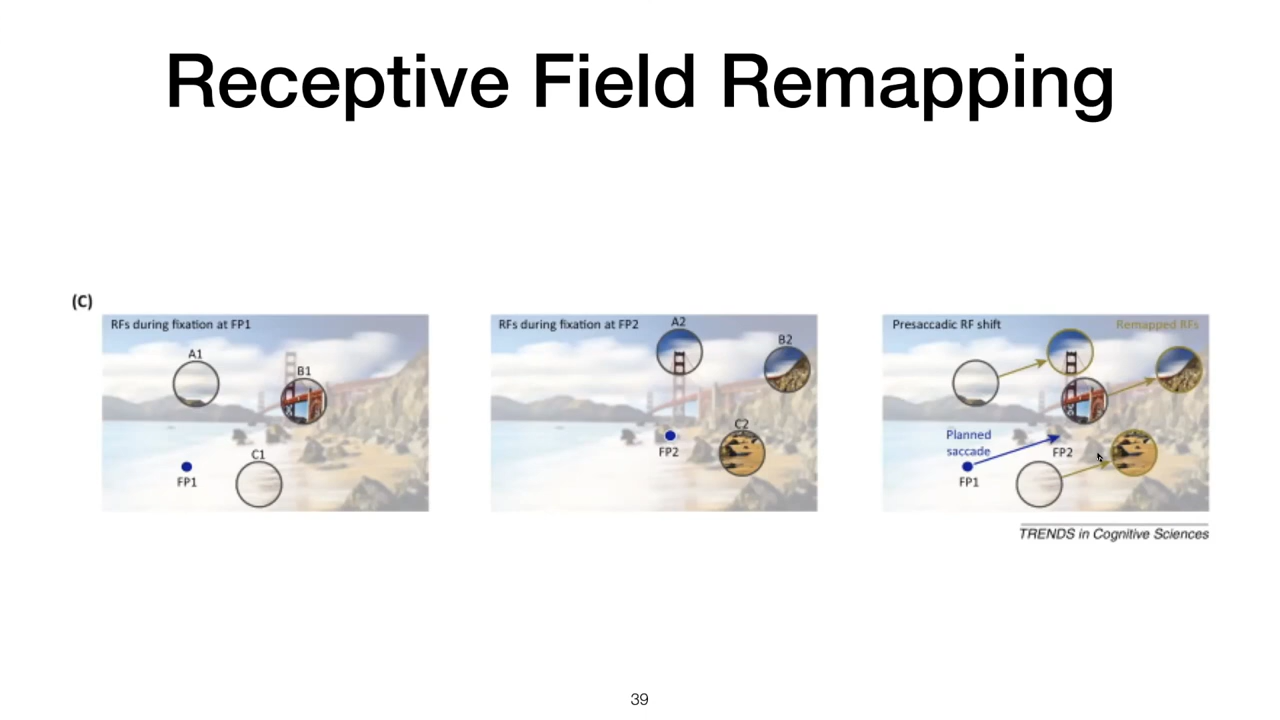 Receptive Field Remapping
(C)
RFs during fixation at FP1
A1
B1
C1
FP1
RFs during fixation at FP2
A2
B2
C2
FP2
Presaccadic RF shift
Remapped RFs
Planned
saccade
FP2
FP1
TRENDS in Cognitive Sciences
39